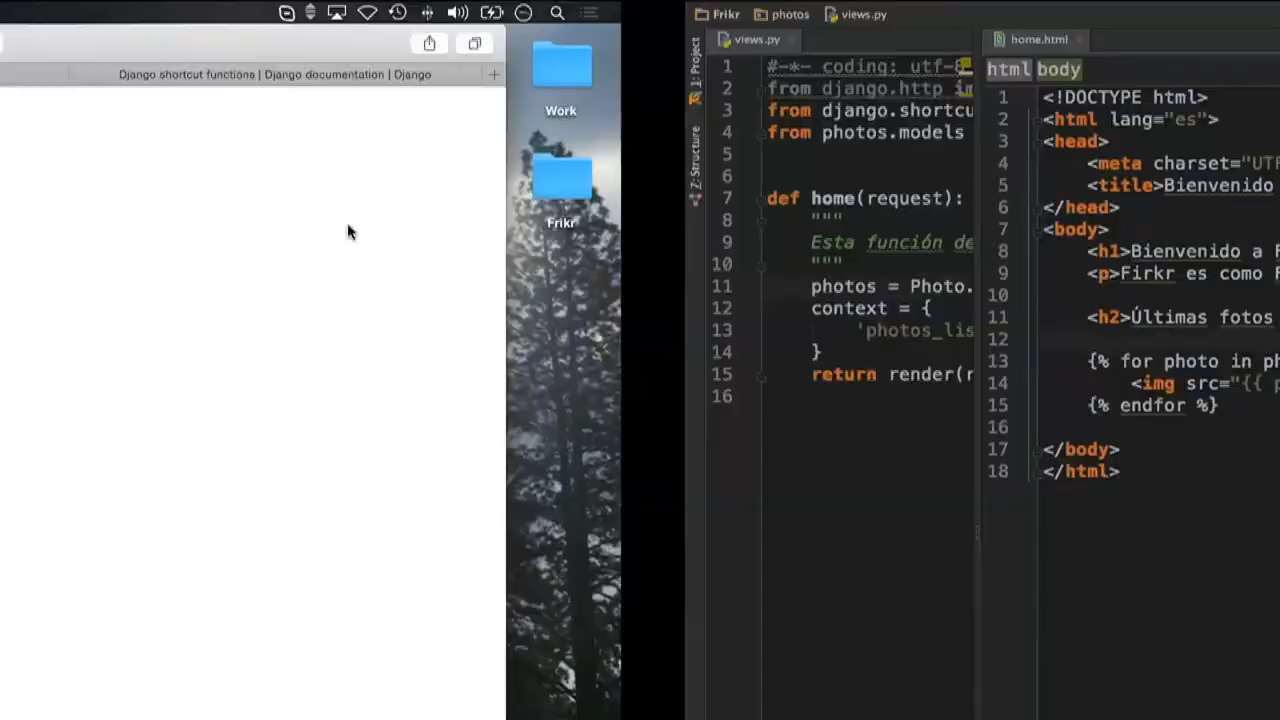 Django shortcut functions | Django documentation | Django
+
Work
Frikr
Frikr
photos
views.py
1: Project
Z: Structure
views.py
1 #-*- coding: utf-8
2 from django.http im
3 from django.shortcu
4 from photos.models
5
6
7 def home(request):
8 """
9 Esta función de
10 """
11 photos = Photo.
12 context = {
13 'photos_lis
14 }
15 return render(r
16
home.html
html body
1 <!DOCTYPE html>
2 <html lang="es">
3 <head>
4 <meta charset="UT
5 <title>Bienvenido
6 </head>
7 <body>
8 <h1>Bienvenido a F
9 <p>Firkr es como F
10
11 <h2>Últimas fotos
12
13 {% for photo in ph
14 <img src="{{ p
15 {% endfor %}
16
17 </body>
18 </html>